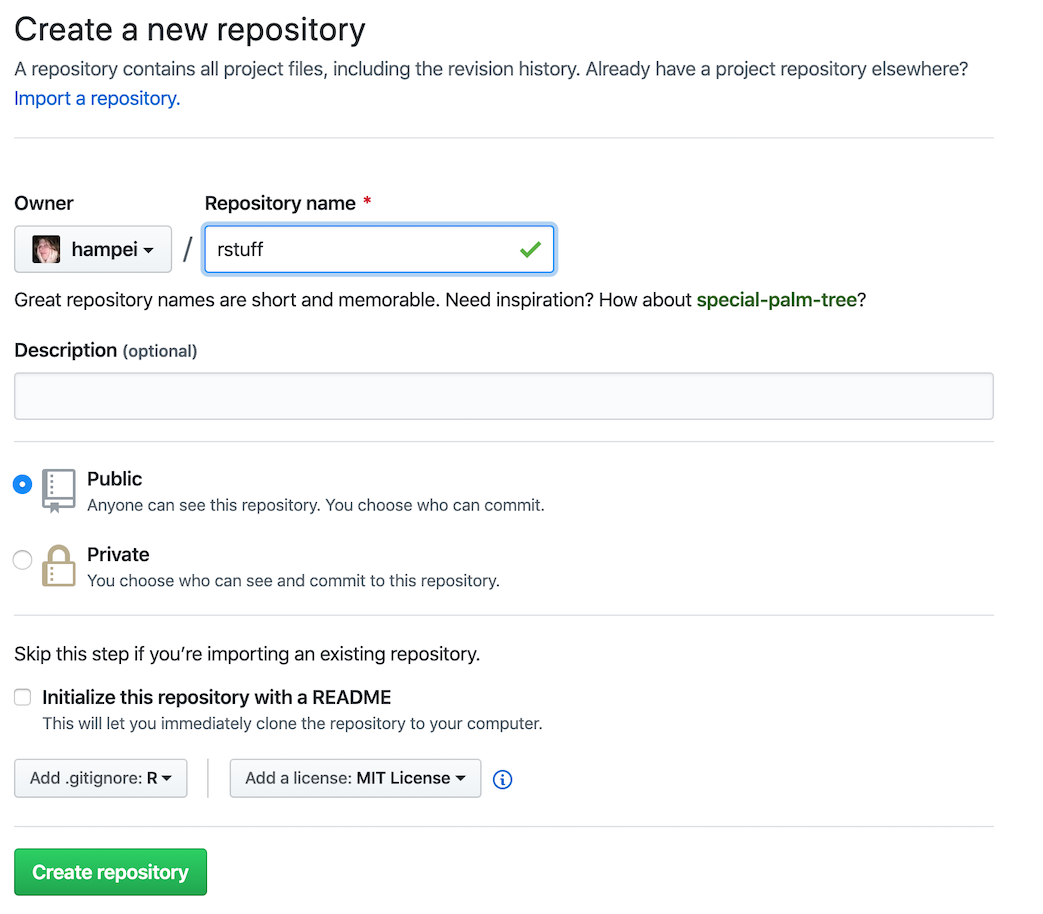 Create a new repository
A repository contains all project files, including the revision history. Already have a project repository elsewhere?
Import a repository.
Owner
Repository name *
hampei / rstuff
Great repository names are short and memorable. Need inspiration? How about special-palm-tree?
Description (optional)
Public
Anyone can see this repository. You choose who can commit.
Private
You choose who can see and commit to this repository.
Skip this step if you’re importing an existing repository.
Initialize this repository with a README
This will let you immediately clone the repository to your computer.
Add .gitignore: R
Add a license: MIT License
Create repository